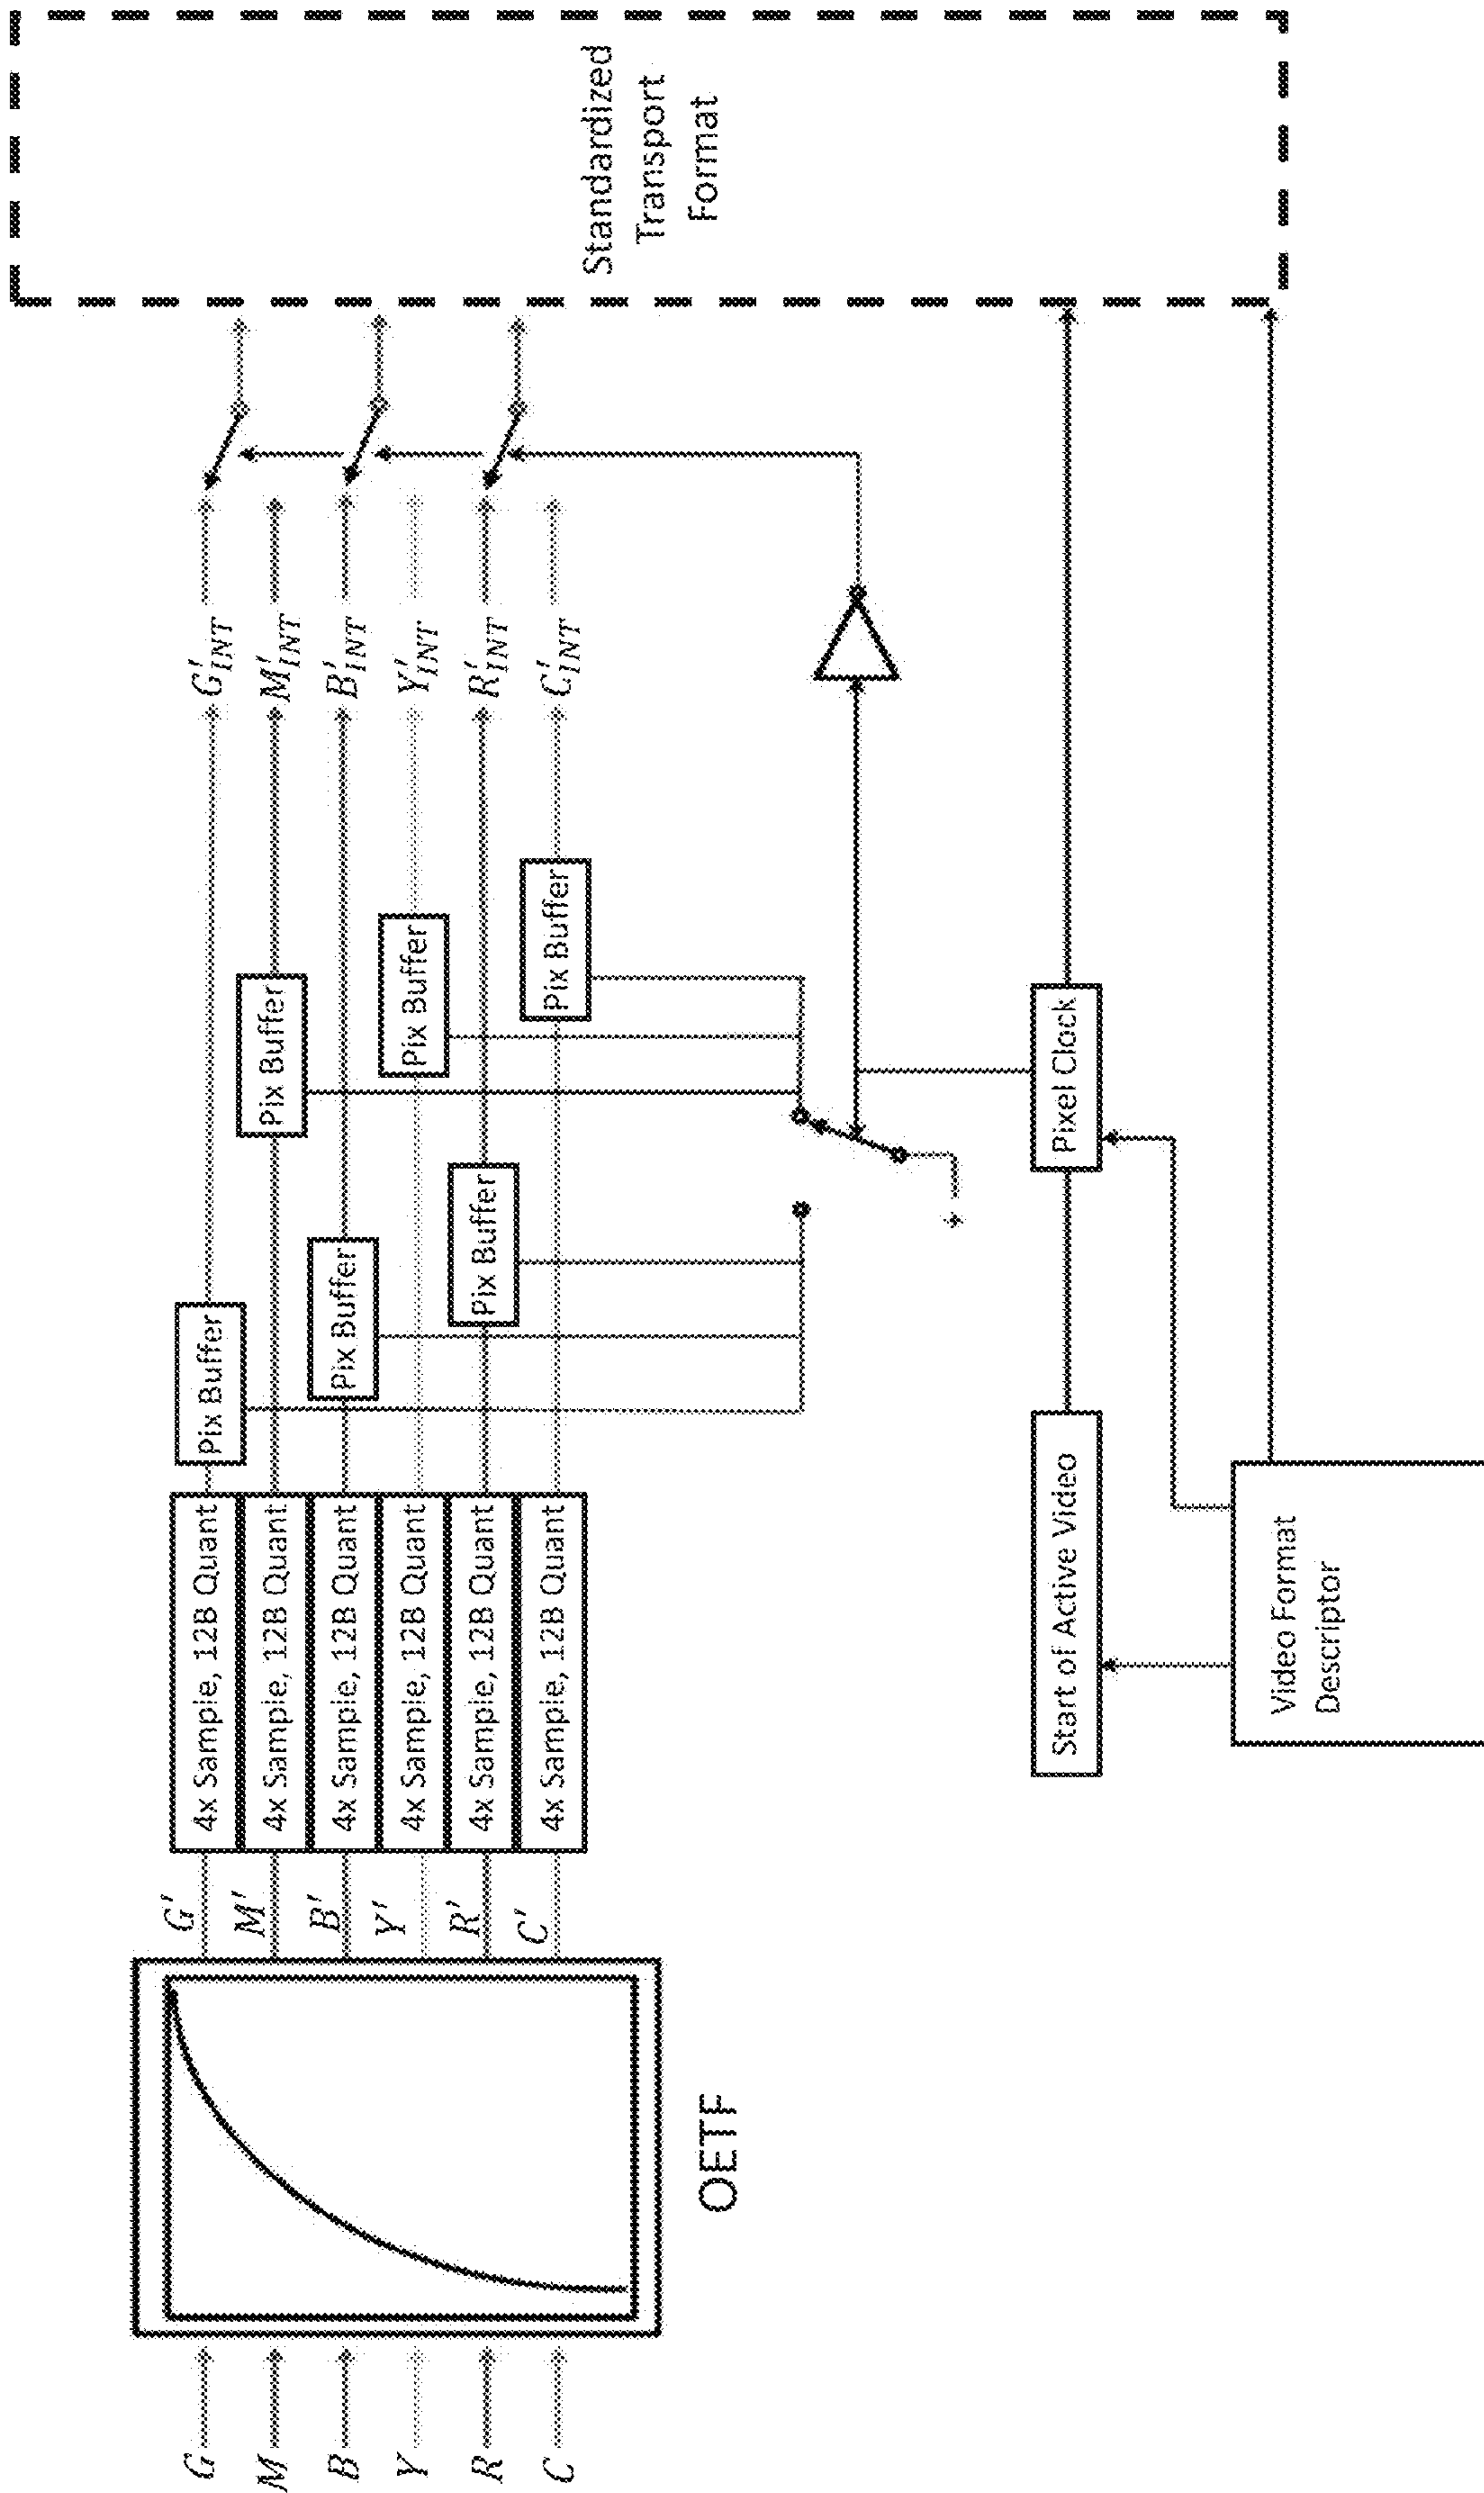 G
M
B
Y
R
C
OETF
G'
M'
B'
Y'
R'
C'
4x Sample, 12B Quant
4x Sample, 12B Quant
4x Sample, 12B Quant
4x Sample, 12B Quant
4x Sample, 12B Quant
4x Sample, 12B Quant
Pix Buffer
Pix Buffer
Pix Buffer
Pix Buffer
Pix Buffer
Pix Buffer
G'INT
M'INT
B'INT
Y'INT
R'INT
C'INT
+
Start of Active Video
Pixel Clock
Video Format
Descriptor
Standardized
Transport
Format